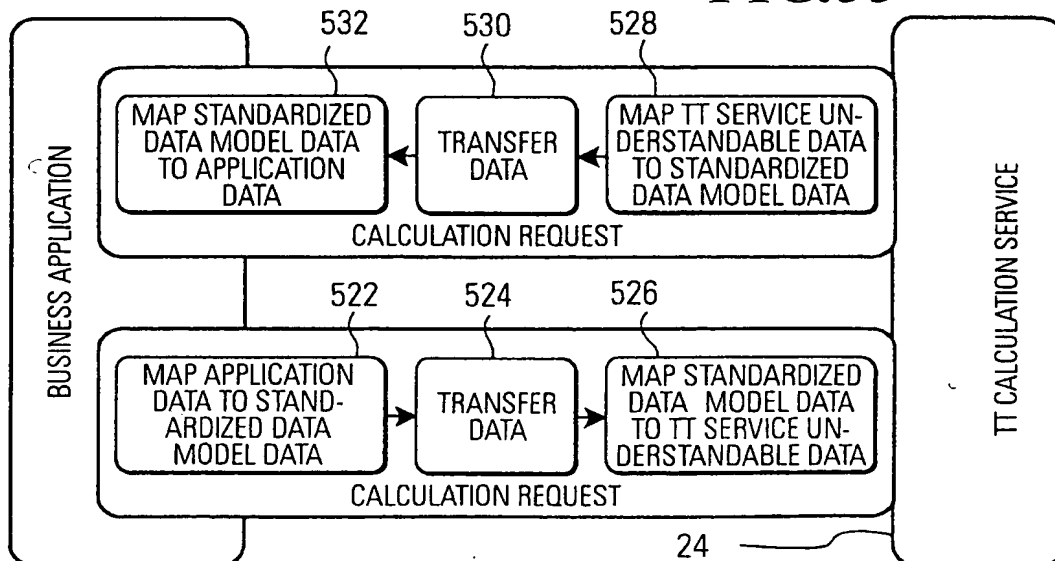 532
530
528
MAP STANDARDIZED
DATA MODEL DATA
TO APPLICATION
DATA
TRANSFER
DATA
MAP TT SERVICE UN-
DERSTANDABLE DATA
TO STANDARDIZED
DATA MODEL DATA
CALCULATION REQUEST
BUSINESS APPLICATION
TT CALCULATION SERVICE
522
524
526
MAP APPLICATION
DATA TO STAND-
ARDIZED DATA
MODEL DATA
TRANSFER
DATA
MAP STANDARDIZED
DATA MODEL DATA
TO TT SERVICE UN-
DERSTANDABLE DATA
CALCULATION REQUEST
24